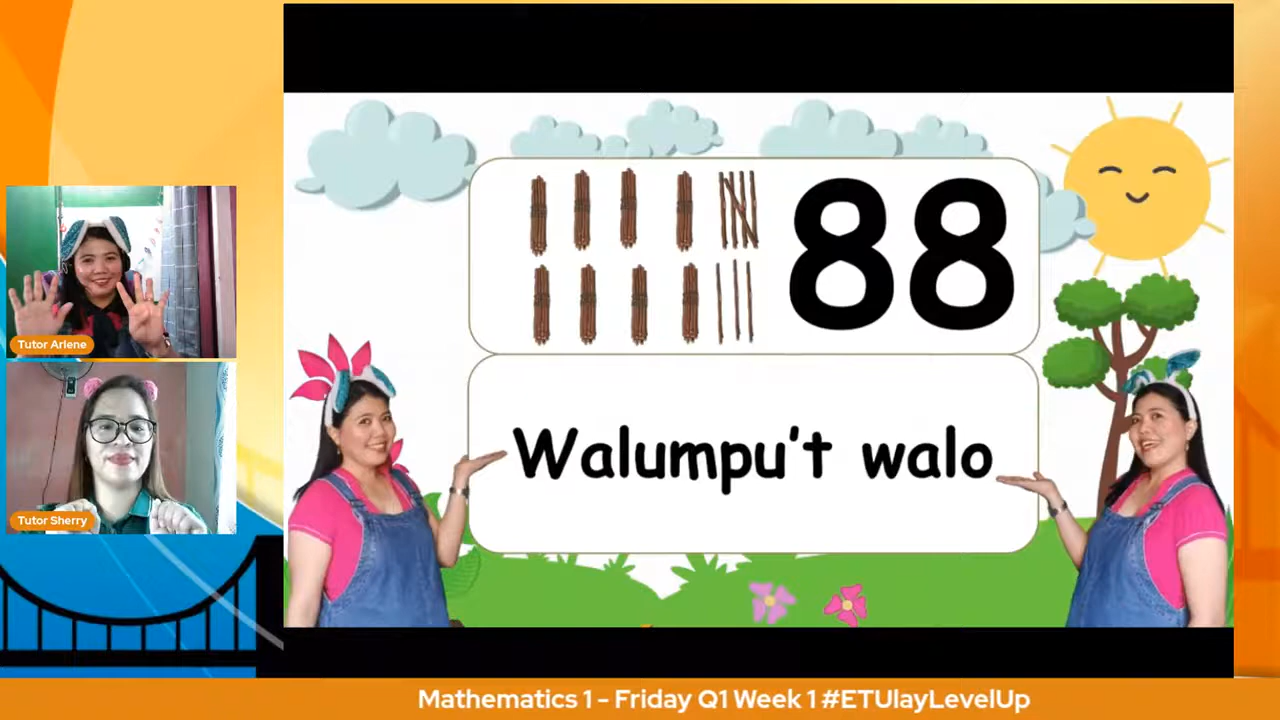 88
Walumpu't walo
Tutor Arlene
Tutor Sherry
Mathematics 1 - Friday Q1 Week 1 #ETUlayLevelUp